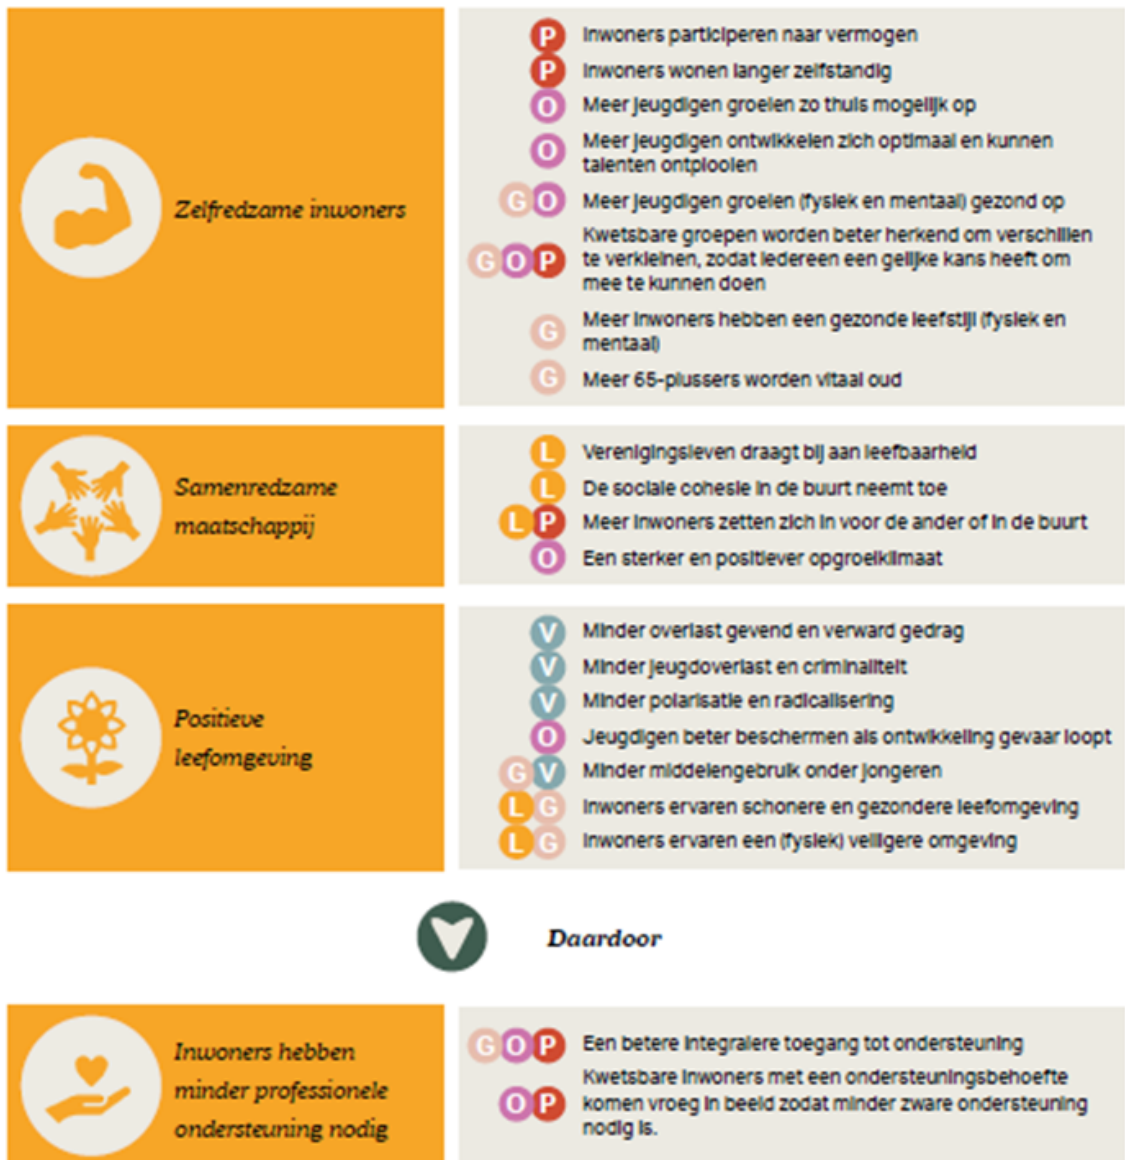 Zelfredzame inwoners
P Inwoners participeren naar vermogen
P Inwoners wonen langer zelfstandig
O Meer jeugdigen groeien zo thuis mogelijk op
O Meer jeugdigen ontwikkelen zich optimaal en kunnen
talenten ontplooien
G O Meer jeugdigen groeien (fysiek en mentaal) gezond op
G O P Kwetsbare groepen worden beter herkend om verschillen
te verkleinen, zodat iedereen een gelijke kans heeft om
mee te kunnen doen
G Meer inwoners hebben een gezonde leefstijl (fysiek en
mentaal)
G Meer 65-plussers worden vitaal oud
Samenredzame
maatschappij
L Verenigingsleven draagt bij aan leefbaarheid
L De sociale cohesie in de buurt neemt toe
L P Meer inwoners zetten zich in voor de ander of in de buurt
O Een sterker en positiever opgroeiklimaat
Positieve
leefomgeving
V Minder overlast gevend en verward gedrag
V Minder jeugdoverlast en criminaliteit
V Minder polarisatie en radicalisering
O Jeugdigen beter beschermen als ontwikkeling gevaar loopt
G V Minder middelengebruik onder jongeren
L G Inwoners ervaren schonere en gezondere leefomgeving
L G Inwoners ervaren een (fysiek) veiligere omgeving
Daardoor
Inwoners hebben
minder professionele
ondersteuning nodig
G O P Een betere integralere toegang tot ondersteuning
O P Kwetsbare inwoners met een ondersteuningsbehoefte
komen vroeg in beeld zodat minder zware ondersteuning
nodig is.